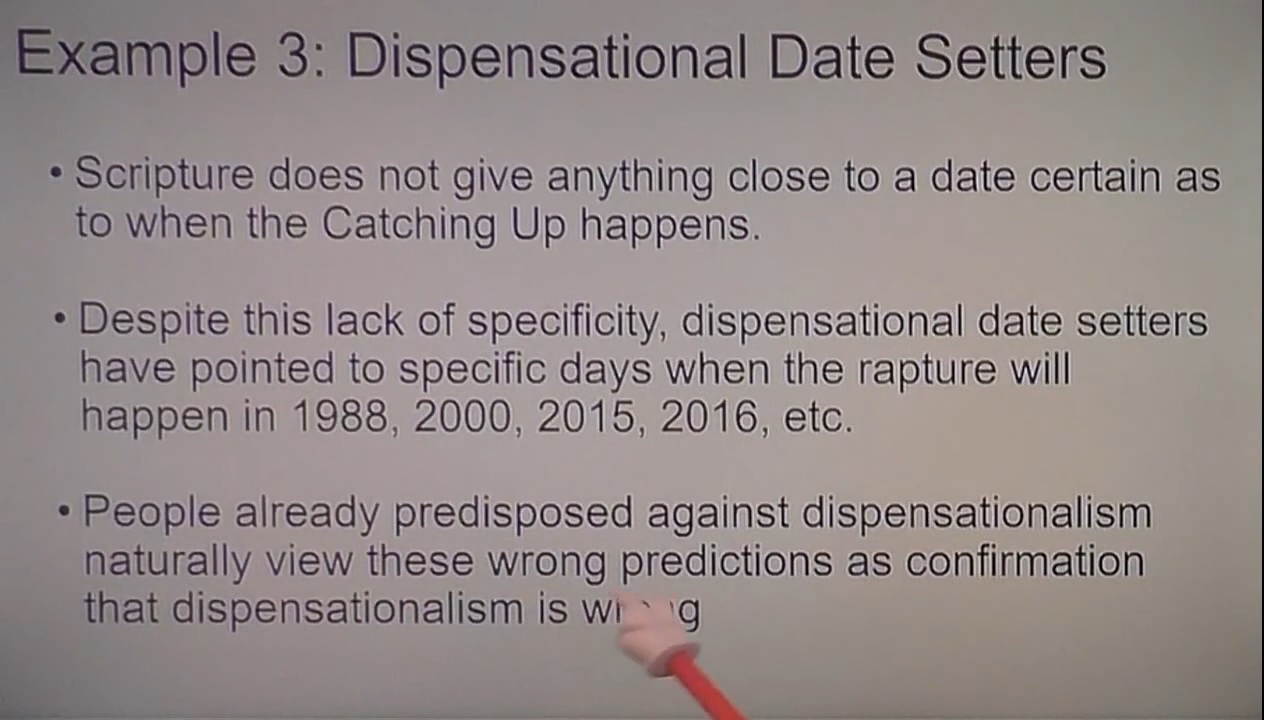 Example 3: Dispensational Date Setters
• Scripture does not give anything close to a date certain as
to when the Catching Up happens.
• Despite this lack of specificity, dispensational date setters
have pointed to specific days when the rapture will
happen in 1988, 2000, 2015, 2016, etc.
• People already predisposed against dispensationalism
naturally view these wrong predictions as confirmation
that dispensationalism is